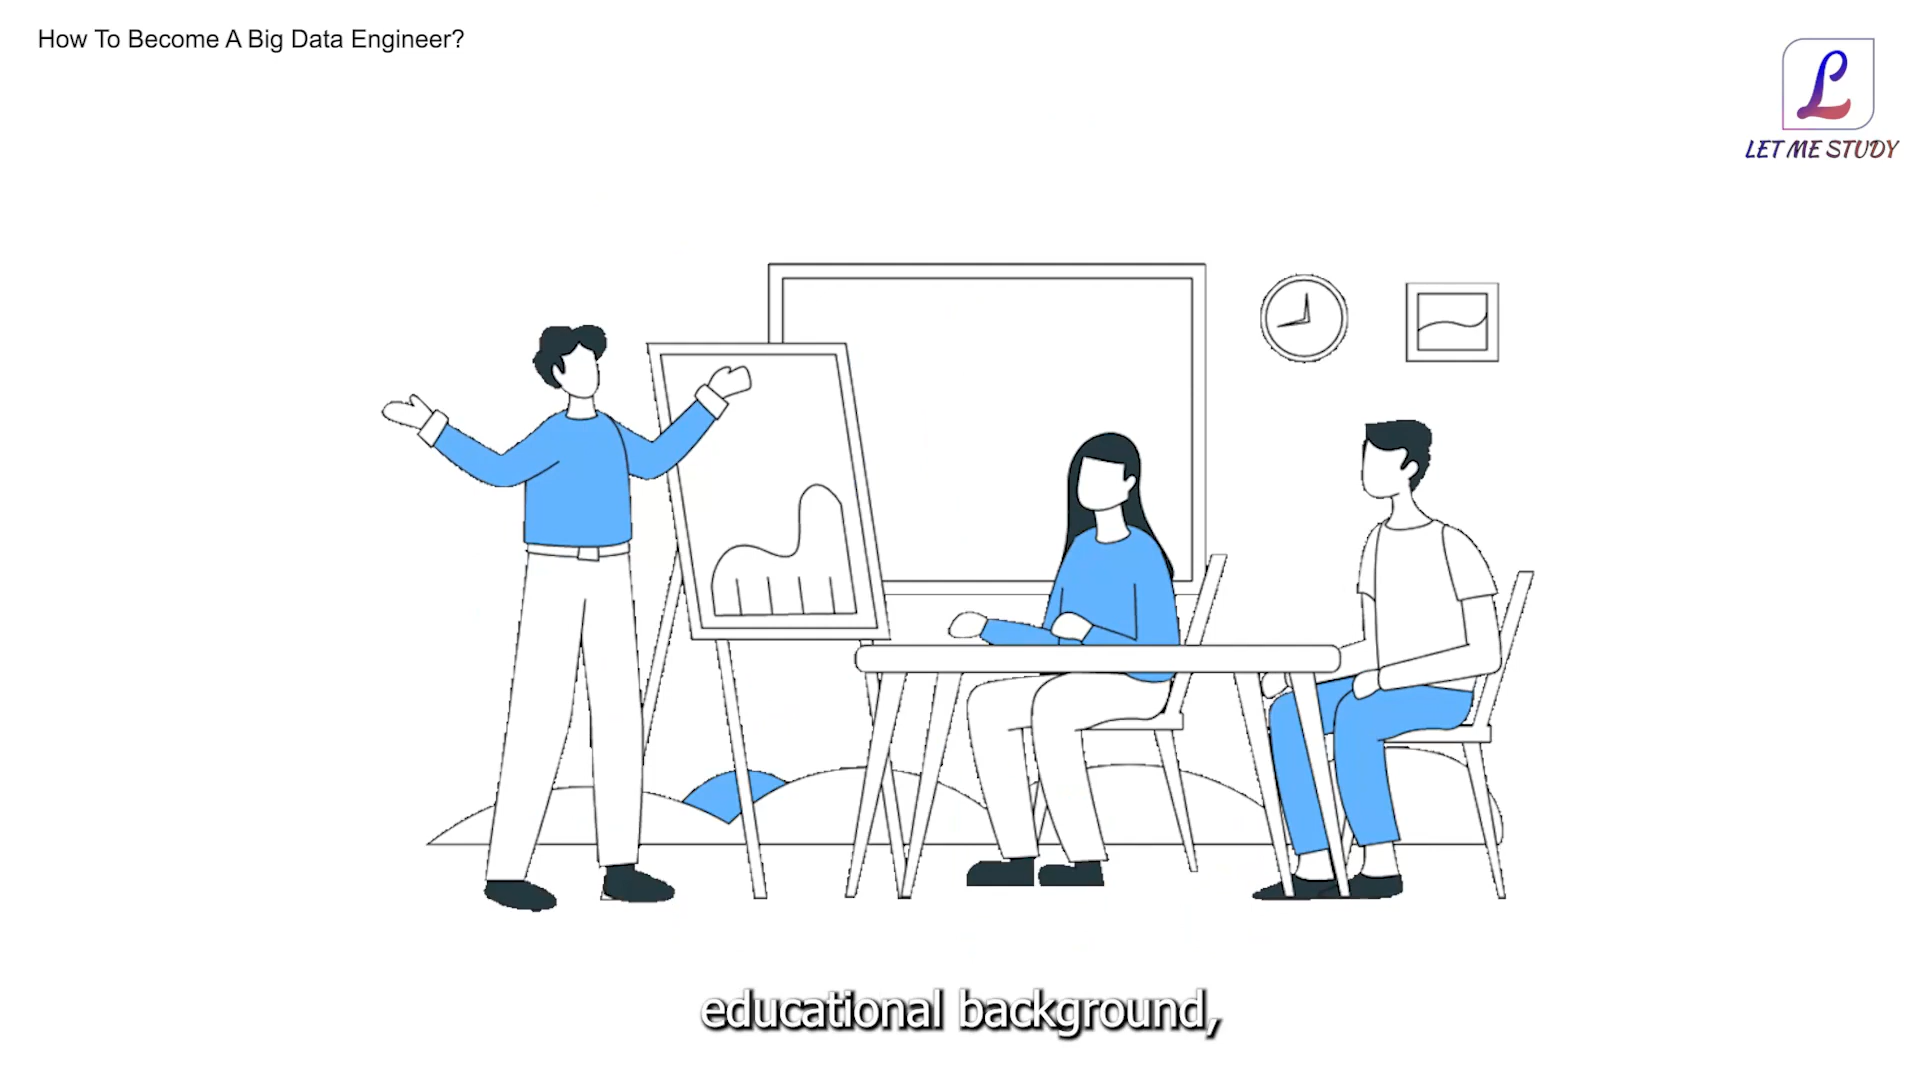 How To Become A Big Data Engineer?
L
LET ME STUDY
educational background,